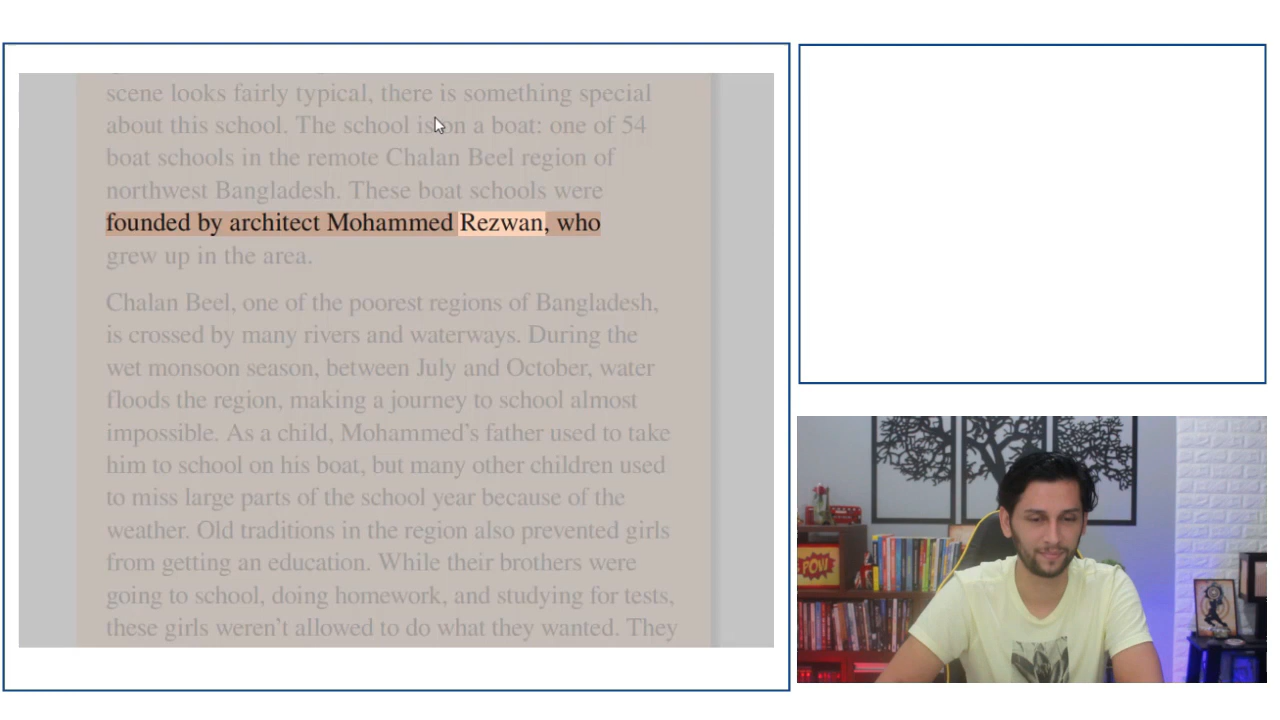 scene looks fairly typical, there is something special
about this school. The school is on a boat: one of 54
boat schools in the remote Chalan Beel region of
northwest Bangladesh. These boat schools were
founded by architect Mohammed Rezwan, who
grew up in the area.
Chalan Beel, one of the poorest regions of Bangladesh,
is crossed by many rivers and waterways. During the
wet monsoon season, between July and October, water
floods the region, making a journey to school almost
impossible. As a child, Mohammed’s father used to take
him to school on his boat, but many other children used
to miss large parts of the school year because of the
weather. Old traditions in the region also prevented girls
from getting an education. While their brothers were
going to school, doing homework, and studying for tests,
these girls weren’t allowed to do what they wanted. They
POW